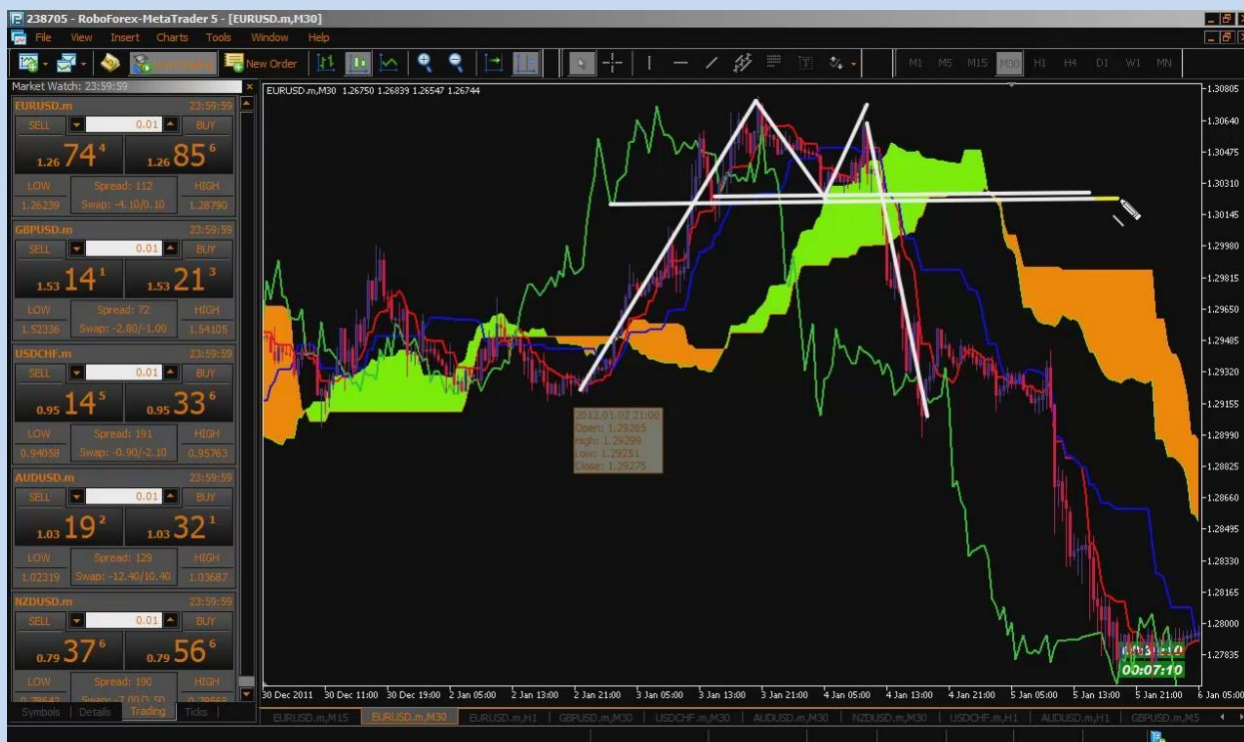 238705 - RoboForex-MetaTrader 5 - [EURUSD.m,M30]
File View Insert Charts Tools Window Help
New Order
M1 M5 M15 M30 H1 H4 D1 W1 MN
Market Watch: 23:59:59
EURUSD.m 23:59:59
SELL 0.01 BUY
1.26 74 4 1.26 85 6
LOW Spread: 112 HIGH
1.26239 Swap: -4.10/0.10 1.28790
GBPUSD.m 23:59:59
SELL 0.01 BUY
1.53 14 1 1.53 21 3
LOW Spread: 72 HIGH
1.52336 Swap: -2.80/-1.00 1.54105
USDCHF.m 23:59:59
SELL 0.01 BUY
0.95 14 5 0.95 33 6
LOW Spread: 191 HIGH
0.94058 Swap: -0.90/-2.10 0.95763
AUDUSD.m 23:59:59
SELL 0.01 BUY
1.03 19 2 1.03 32 1
LOW Spread: 129 HIGH
1.02319 Swap: -12.40/10.40 1.03687
NZDUSD.m 23:59:59
SELL 0.01 BUY
0.79 37 6 0.79 56 6
LOW Spread: 190 HIGH
Symbols Details Trading Ticks
EURUSD.m,M30 1.26750 1.26839 1.26547 1.26744
2012.01.02 21:00
Open: 1.29265
High: 1.29299
Low: 1.29251
Close: 1.29275
1.30805
1.30640
1.30475
1.30310
1.30145
1.29980
1.29815
1.29650
1.29485
1.29320
1.29155
1.28990
1.28825
1.28660
1.28495
1.28330
1.28165
1.28000
1.27835
00:07:10
30 Dec 2011 30 Dec 11:00 30 Dec 19:00 2 Jan 05:00 2 Jan 13:00 2 Jan 21:00 3 Jan 05:00 3 Jan 13:00 3 Jan 21:00 4 Jan 05:00 4 Jan 13:00 4 Jan 21:00 5 Jan 05:00 5 Jan 13:00 5 Jan 21:00 6 Jan 05:00
EURUSD.m,M15 EURUSD.m,M30 EURUSD.m,H1 GBPUSD.m,M30 USDCHF.m,M30 AUDUSD.m,M30 NZDUSD.m,M30 USDCHF.m,H1 AUDUSD.m,H1 GBPUSD.m,M5